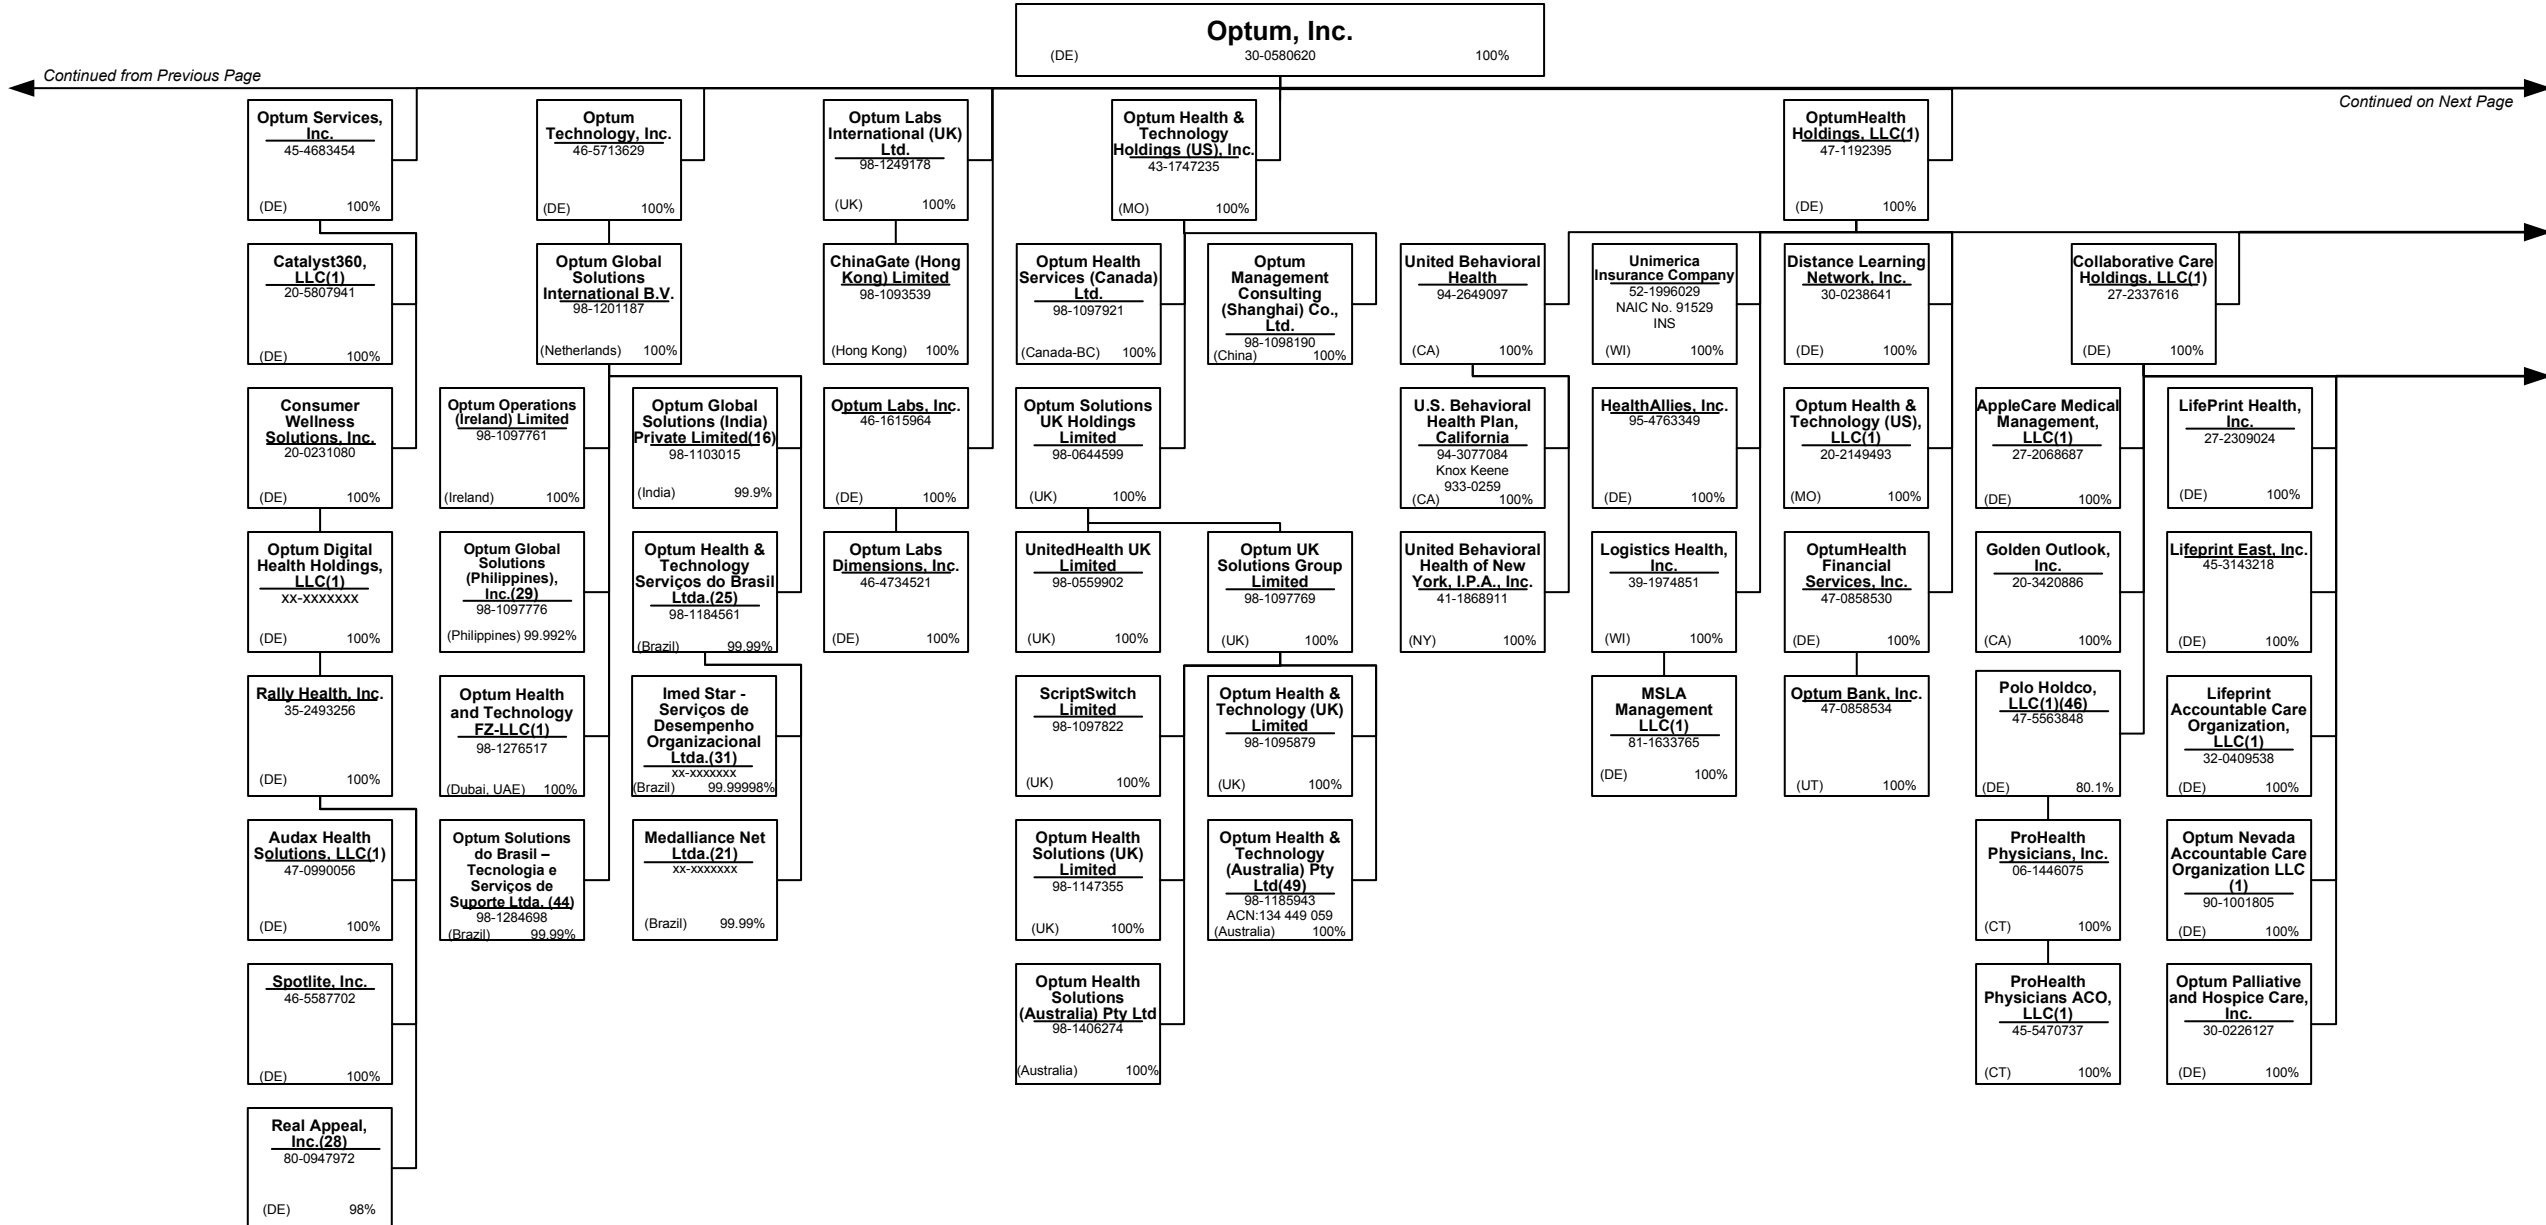 Optum, Inc.
(DE) 30-0580620 100%
Continued from Previous Page
Continued on Next Page
Optum Services,
Inc.
45-4683454
(DE) 100%
Optum
Technology, Inc.
46-5713629
(DE) 100%
Optum Labs
International (UK)
Ltd.
98-1249178
(UK) 100%
Optum Health &
Technology
Holdings (US), Inc.
43-1747235
(MO) 100%
OptumHealth
Holdings, LLC(1)
47-1192395
(DE) 100%
Catalyst360,
LLC(1)
20-5807941
(DE) 100%
Optum Global
Solutions
International B.V.
98-1201187
(Netherlands) 100%
ChinaGate (Hong
Kong) Limited
98-1093539
(Hong Kong) 100%
Optum Health
Services (Canada)
Ltd.
98-1097921
(Canada-BC) 100%
Optum
Management
Consulting
(Shanghai) Co.,
Ltd.
98-1098190
(China) 100%
United Behavioral
Health
94-2649097
(CA) 100%
Unimerica
Insurance Company
52-1996029
NAIC No. 91529
INS
(WI) 100%
Distance Learning
Network, Inc.
30-0238641
(DE) 100%
Collaborative Care
Holdings, LLC(1)
27-2337616
(DE) 100%
Consumer
Wellness
Solutions, Inc.
20-0231080
(DE) 100%
Optum Operations
(Ireland) Limited
98-1097761
(Ireland) 100%
Optum Global
Solutions (India)
Private Limited(16)
98-1103015
(India) 99.9%
Optum Labs, Inc.
46-1615964
(DE) 100%
Optum Solutions
UK Holdings
Limited
98-0644599
(UK) 100%
U.S. Behavioral
Health Plan,
California
94-3077084
Knox Keene
933-0259
(CA) 100%
HealthAllies, Inc.
95-4763349
(DE) 100%
Optum Health &
Technology (US),
LLC(1)
20-2149493
(MO) 100%
AppleCare Medical
Management,
LLC(1)
27-2068687
(DE) 100%
LifePrint Health,
Inc.
27-2309024
(DE) 100%
Optum Digital
Health Holdings,
LLC(1)
xx-xxxxxxx
(DE) 100%
Optum Global
Solutions
(Philippines),
Inc.(29)
98-1097776
(Philippines) 99.992%
Optum Health &
Technology
Serviços do Brasil
Ltda.(25)
98-1184561
(Brazil) 99.99%
Optum Labs
Dimensions, Inc.
46-4734521
(DE) 100%
UnitedHealth UK
Limited
98-0559902
(UK) 100%
Optum UK
Solutions Group
Limited
98-1097769
(UK) 100%
United Behavioral
Health of New
York, I.P.A., Inc.
41-1868911
(NY) 100%
Logistics Health,
Inc.
39-1974851
(WI) 100%
OptumHealth
Financial
Services, Inc.
47-0858530
(DE) 100%
Golden Outlook,
Inc.
20-3420886
(CA) 100%
Lifeprint East, Inc.
45-3143218
(DE) 100%
Rally Health, Inc.
35-2493256
(DE) 100%
Optum Health
and Technology
FZ-LLC(1)
98-1276517
(Dubai, UAE) 100%
Imed Star -
Serviços de
Desempenho
Organizacional
Ltda.(31)
xx-xxxxxxx
(Brazil) 99.99998%
ScriptSwitch
Limited
98-1097822
(UK) 100%
Optum Health &
Technology (UK)
Limited
98-1095879
(UK) 100%
MSLA
Management
LLC(1)
81-1633765
(DE) 100%
Optum Bank, Inc.
47-0858534
(UT) 100%
Polo Holdco,
LLC(1)(46)
47-5563848
(DE) 80.1%
Lifeprint
Accountable Care
Organization,
LLC(1)
32-0409538
(DE) 100%
Audax Health
Solutions, LLC(1)
47-0990056
(DE) 100%
Optum Solutions
do Brasil –
Tecnologia e
Serviços de
Suporte Ltda. (44)
98-1284698
(Brazil) 99.99%
Medalliance Net
Ltda.(21)
xx-xxxxxxx
(Brazil) 99.99%
Optum Health
Solutions (UK)
Limited
98-1147355
(UK) 100%
Optum Health &
Technology
(Australia) Pty
Ltd(49)
98-1185943
ACN:134 449 059
(Australia) 100%
ProHealth
Physicians, Inc.
06-1446075
(CT) 100%
Optum Nevada
Accountable Care
Organization LLC
(1)
90-1001805
(DE) 100%
Spotlite, Inc.
46-5587702
(DE) 100%
Optum Health
Solutions
(Australia) Pty Ltd
98-1406274
(Australia) 100%
ProHealth
Physicians ACO,
LLC(1)
45-5470737
(CT) 100%
Optum Palliative
and Hospice Care,
Inc.
30-0226127
(DE) 100%
Real Appeal,
Inc.(28)
80-0947972
(DE) 98%